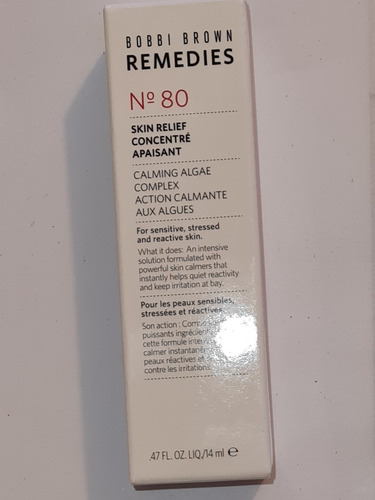 BOBBI BROWN
REMEDIES
Nº 80
SKIN RELIEF
CONCENTRÉ
APAISANT
CALMING ALGAE
COMPLEX
ACTION CALMANTE
AUX ALGUES
For sensitive, stressed
and reactive skin.
What it does: An intensive
solution formulated with
powerful skin calmers that
instantly helps quiet reactivity
and keep irritation at bay.
Pour les peaux sensibles,
stressées et réactives.
Son action :
puissants
cette formule
calmer
peaux réactives et
contre les irritations.
.47 FL. OZ. LIQ./14 ml ℮